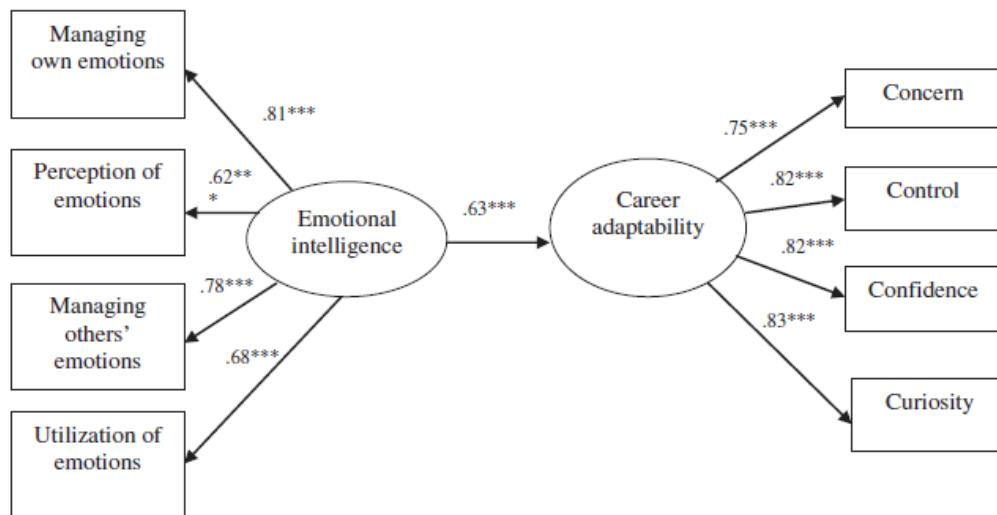 Managing
own emotions
Perception of
emotions
Managing
others’
emotions
Utilization of
emotions
.81***
.62**
*
.78***
.68***
Emotional
intelligence
.63***
Career
adaptability
.75***
.82***
.82***
.83***
Concern
Control
Confidence
Curiosity